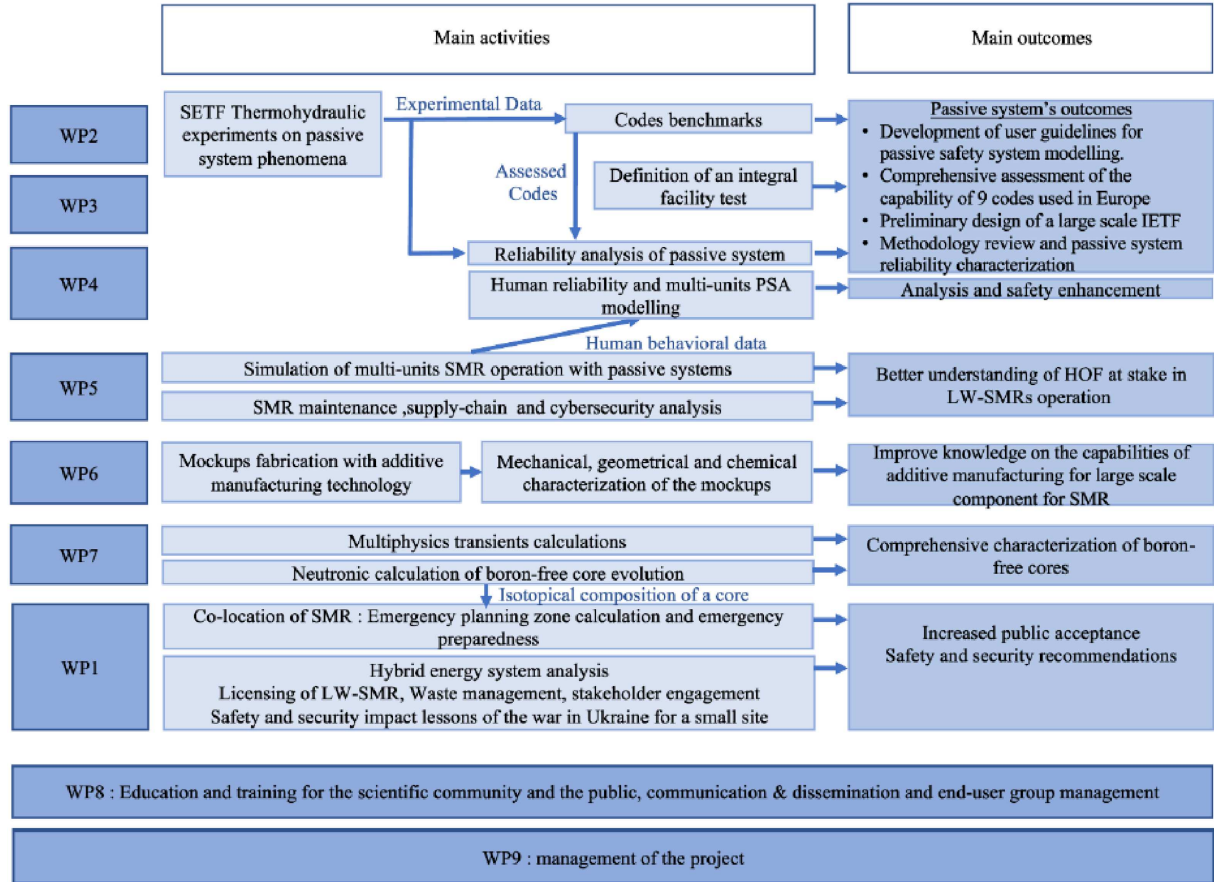 Main activities
Main outcomes
WP2
SETF Thermohydraulic
experiments on passive
system phenomena
Experimental Data
Codes benchmarks
Assessed
Codes
Passive system's outcomes
• Development of user guidelines for
passive safety system modelling.
• Comprehensive assessment of the
capability of 9 codes used in Europe
• Preliminary design of a large scale IETF
• Methodology review and passive system
reliability characterization
WP3
Definition of an integral
facility test
WP4
Reliability analysis of passive system
Human reliability and multi-units PSA
modelling
Analysis and safety enhancement
Human behavioral data
WP5
Simulation of multi-units SMR operation with passive systems
SMR maintenance ,supply-chain and cybersecurity analysis
Better understanding of HOF at stake in
LW-SMRs operation
WP6
Mockups fabrication with additive
manufacturing technology
Mechanical, geometrical and chemical
characterization of the mockups
Improve knowledge on the capabilities of
additive manufacturing for large scale
component for SMR
WP7
Multiphysics transients calculations
Neutronic calculation of boron-free core evolution
Comprehensive characterization of boron-
free cores
Isotopical composition of a core
WP1
Co-location of SMR : Emergency planning zone calculation and emergency
preparedness
Hybrid energy system analysis
Licensing of LW-SMR, Waste management, stakeholder engagement
Safety and security impact lessons of the war in Ukraine for a small site
Increased public acceptance
Safety and security recommendations
WP8 : Education and training for the scientific community and the public, communication & dissemination and end-user group management
WP9 : management of the project